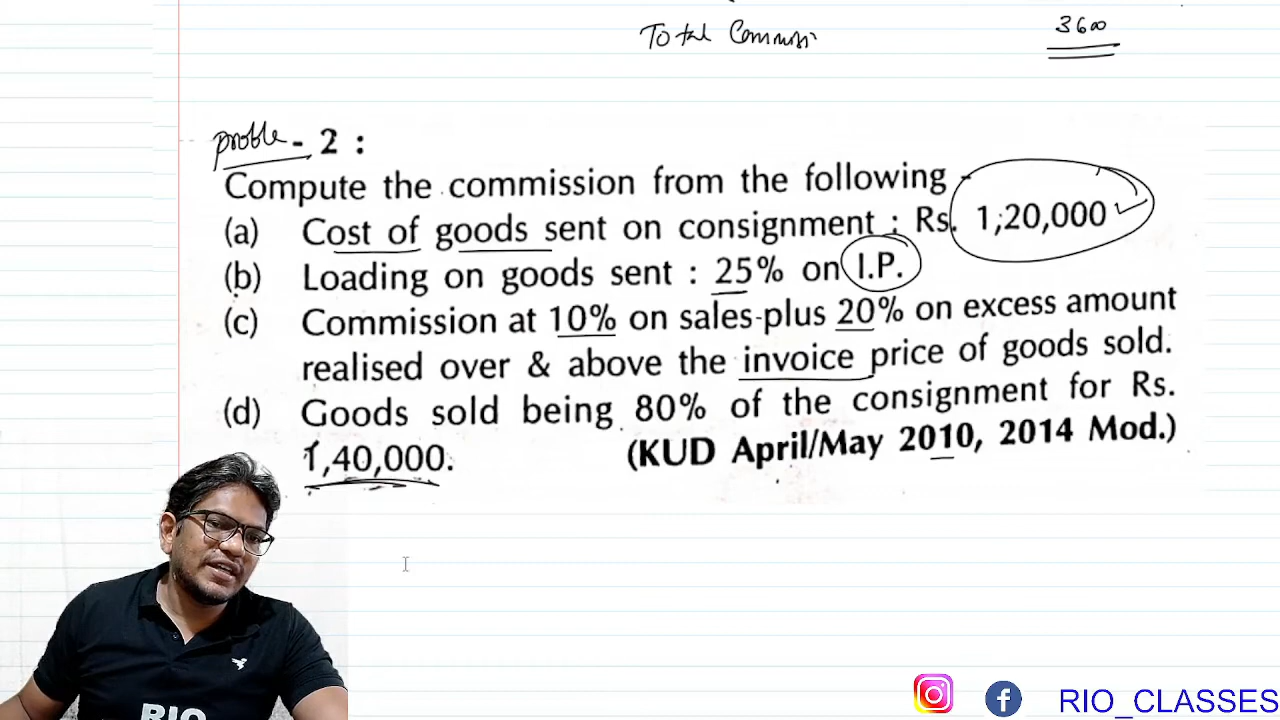 Total Commssi
3600
proble - 2 :
Compute the commission from the following -
(a) Cost of goods sent on consignment : Rs. 1,20,000
(b) Loading on goods sent : 25% on I.P.
(c) Commission at 10% on sales plus 20% on excess amount
realised over & above the invoice price of goods sold.
(d) Goods sold being 80% of the consignment for Rs.
1,40,000. (KUD April/May 2010, 2014 Mod.)
RIO
RIO_CLASSES